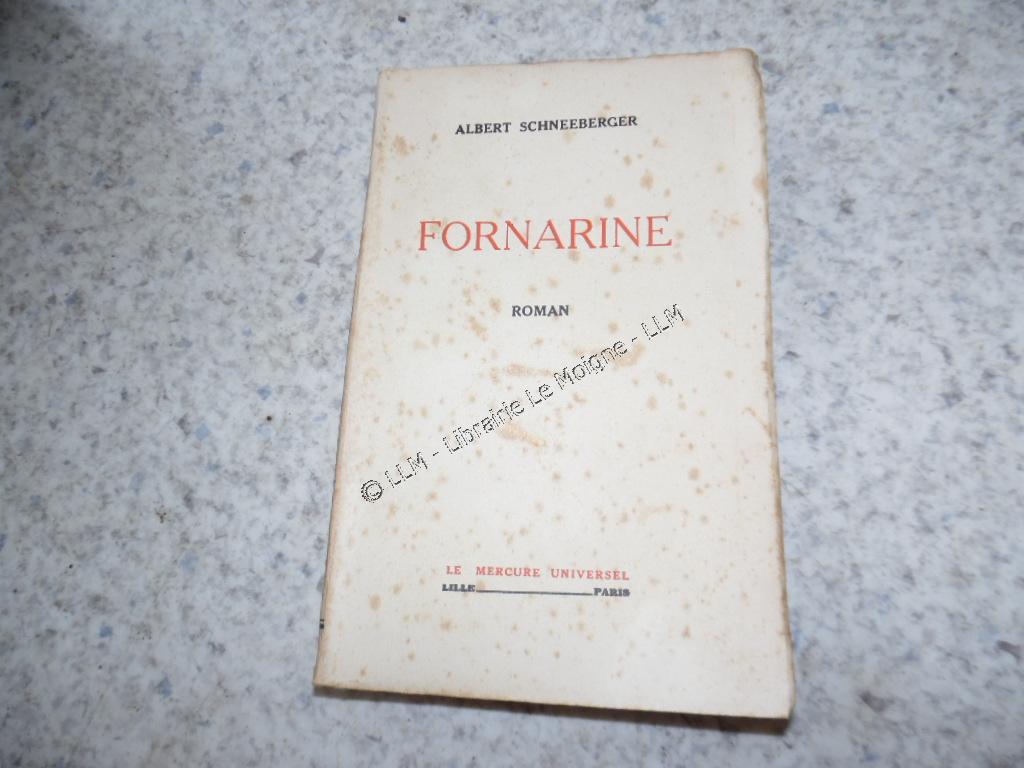 ALBERT SCHNEEBERGER
FORNARINE
ROMAN
© LLM - Librairie Le Moigne - LLM
LE MERCURE UNIVERSEL
LILLE PARIS